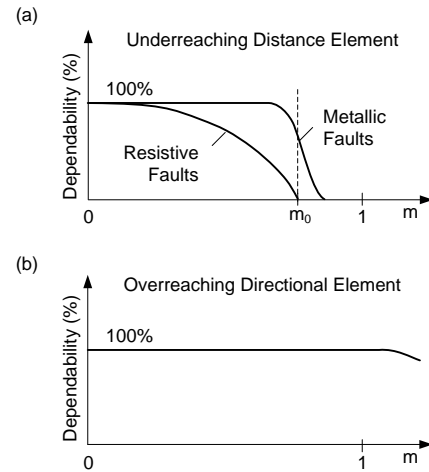 (a)
Underreaching Distance Element
Dependability (%)
100%
Metallic
Faults
Resistive
Faults
0
m₀
1
m
(b)
Overreaching Directional Element
Dependability (%)
100%
0
1
m